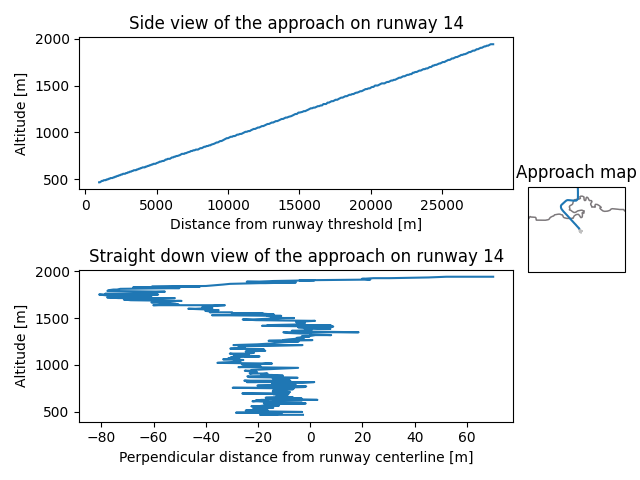 Side view of the approach on runway 14
Altitude [m]
2000
1500
1000
500
0 5000 10000 15000 20000 25000
Distance from runway threshold [m]
Approach map
Straight down view of the approach on runway 14
Altitude [m]
2000
1500
1000
500
−80 −60 −40 −20 0 20 40 60
Perpendicular distance from runway centerline [m]